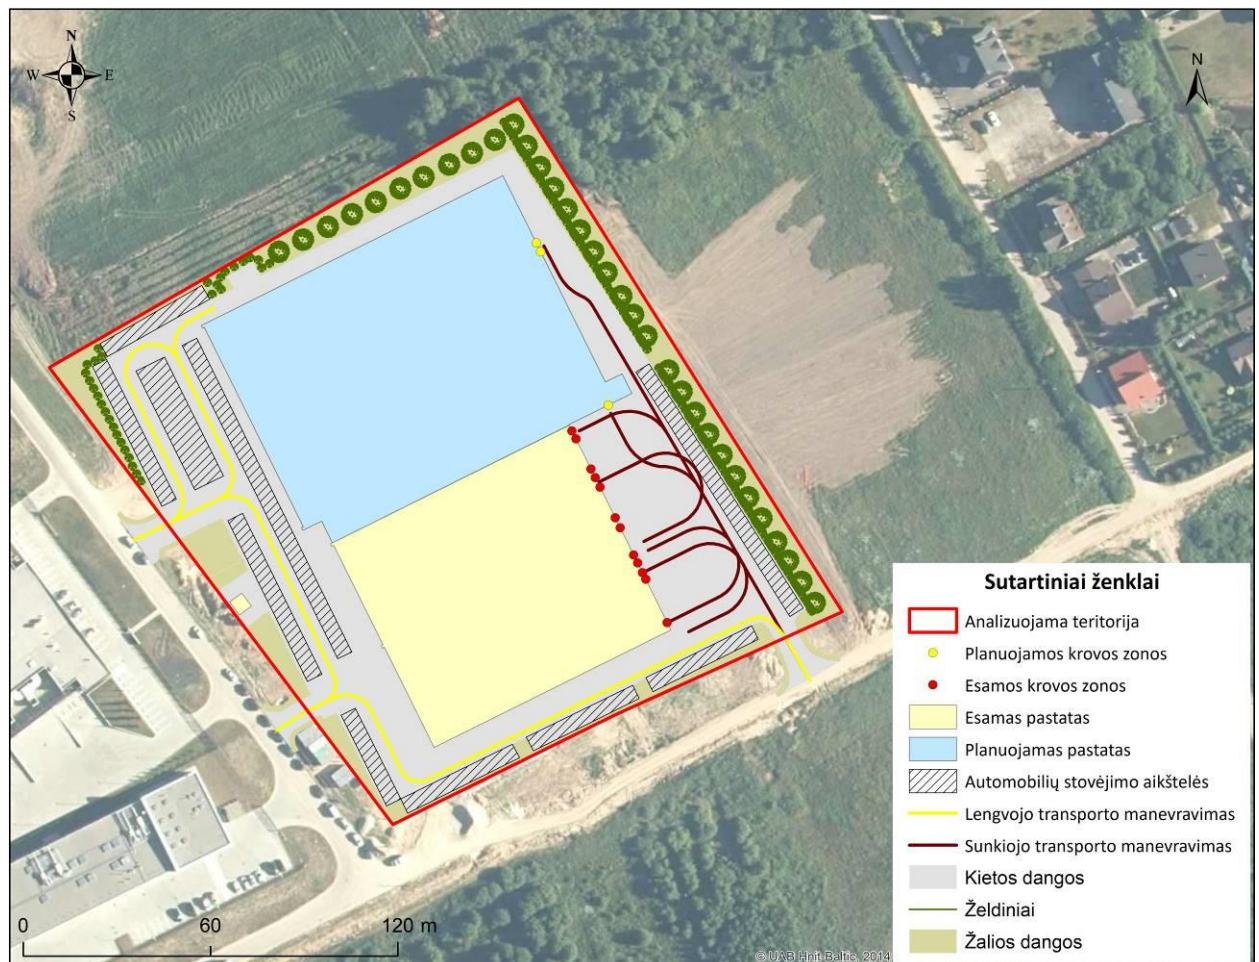 N
W E
S
N
Sutartiniai ženklai
Analizuojama teritorija
Planuojamos krovos zonos
Esamos krovos zonos
Esamas pastatas
Planuojamas pastatas
Automobilių stovėjimo aikštelės
Lengvojo transporto manevravimas
Sunkiojo transporto manevravimas
Kietos dangos
Želdiniai
Žalios dangos
0 60 120 m
© UAB Hnit-Baltic, 2014